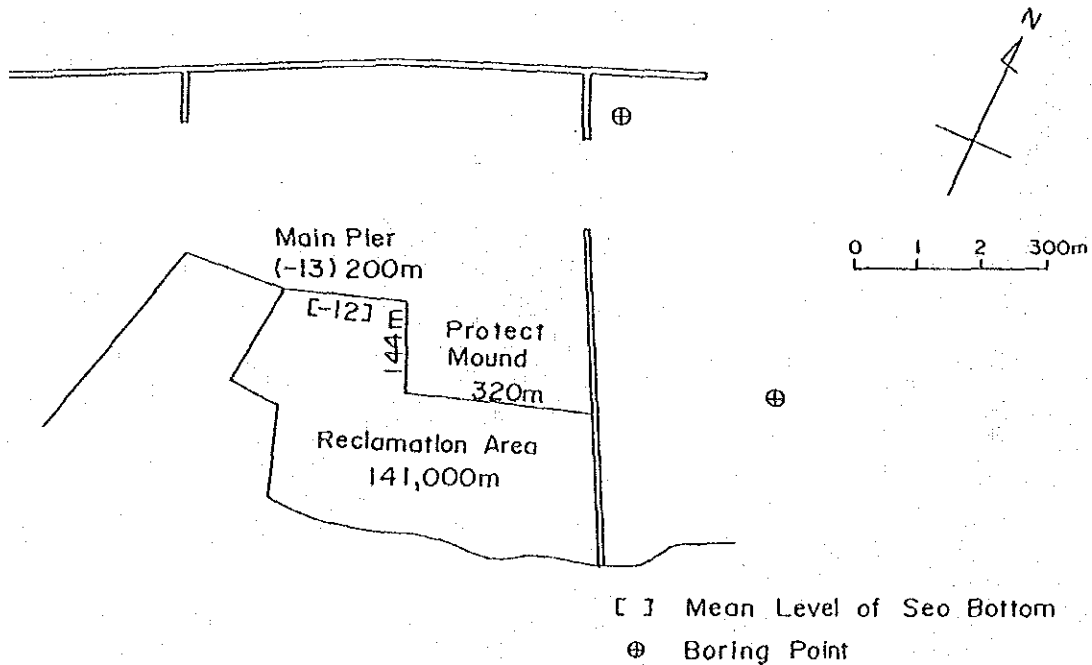 N
0 1 2 300m
Main Pier
(-13) 200m
[-12]
144m
Protect
Mound
320m
Reclamation Area
141,000m
[ ] Mean Level of Seo Bottom
⊕ Boring Point